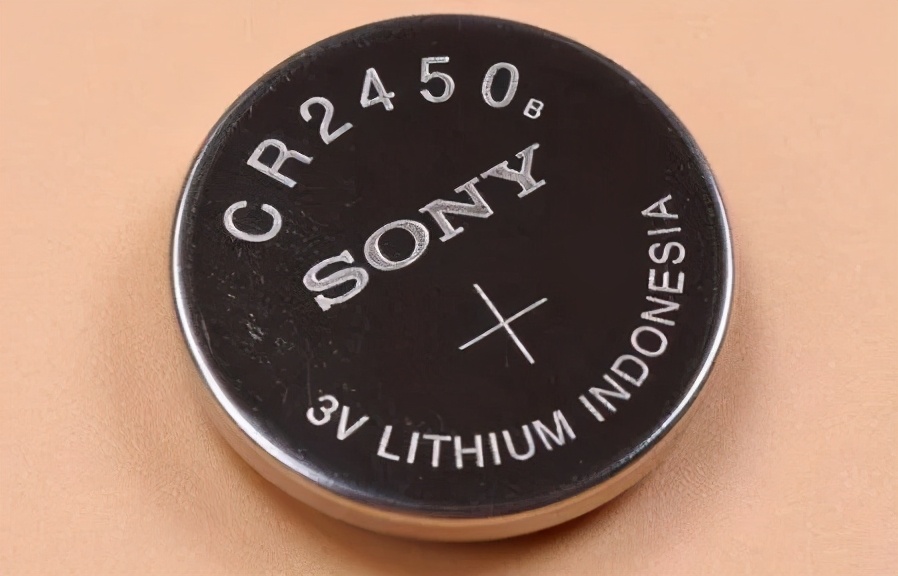 CR2450B
SONY
+
3V LITHIUM INDONESIA